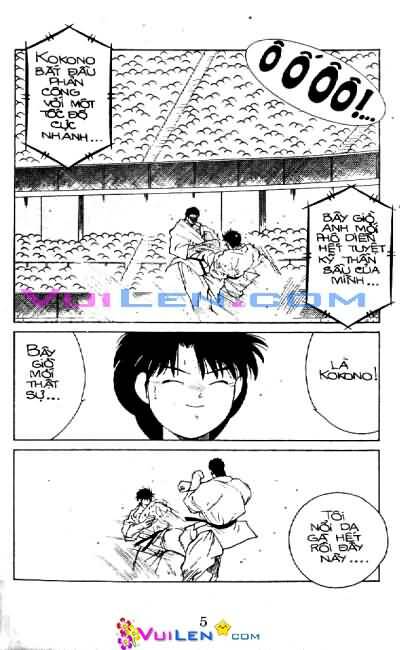 KOKONO
BẮT ĐẦU
PHẢN
CÔNG
VỚI MỘT
TỐC ĐỘ
CỰC
NHANH...
Ồ Ố Ồ Ồ!...
BÂY GIỜ,
ANH MỚI
PHÔ DIỄN
HẾT TUYỆT
KỸ THÂN
SÂU CỦA
MÌNH...
VUILEN.COM
BÂY
GIỜ
MỚI
THẬT
SỰ...
LÀ
KOKONO!
TÔI
NỔI DA
GÀ HẾT
RỒI ĐÂY
NÀY....
5
VUILEN
COM